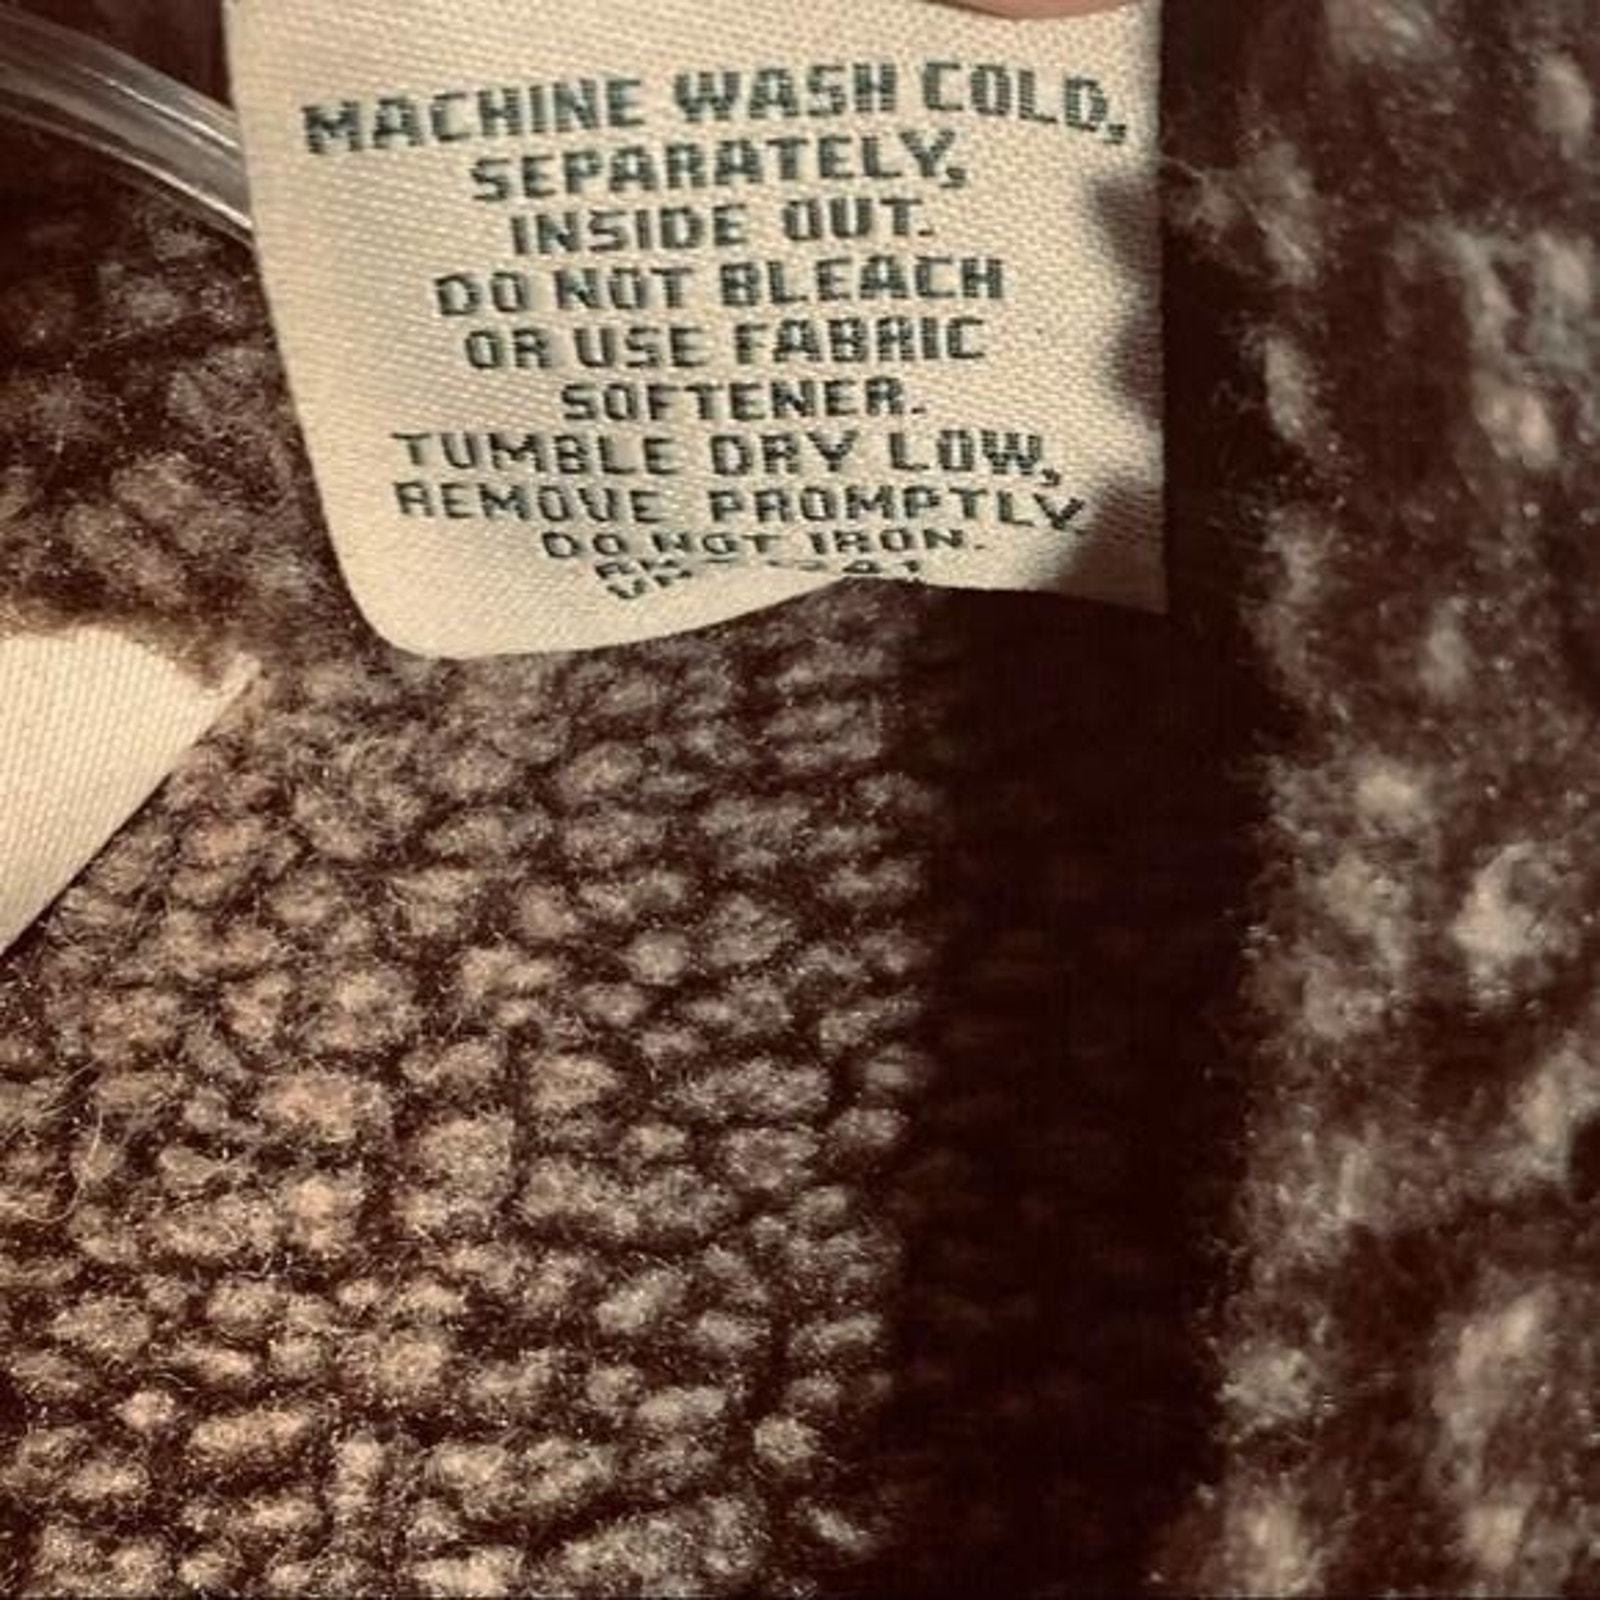 MACHINE WASH COLD,
SEPARATELY,
INSIDE OUT.
DO NOT BLEACH
OR USE FABRIC
SOFTENER.
TUMBLE DRY LOW,
REMOVE PROMPTLY.
DO NOT IRON.